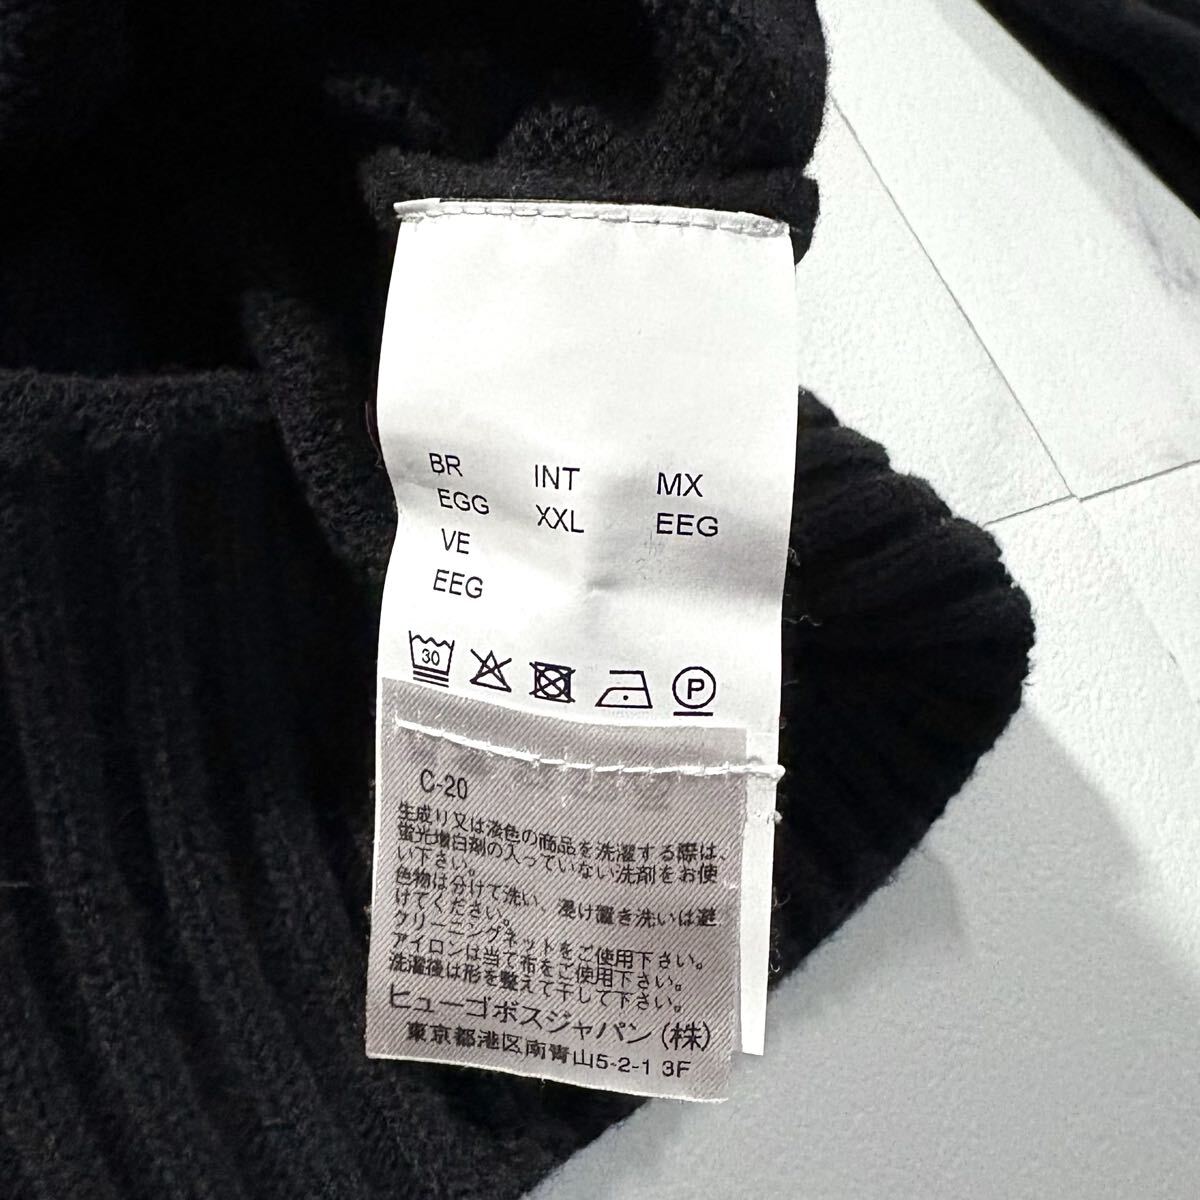 BR INT MX
EGG XXL EEG
VE
EEG
30
P
C-20
生成り又は淡色の商品を洗濯する際は、
蛍光増白剤の入っていない洗剤をお使
い下さい。
色物は分けて洗い、浸け置き洗いは避
けてください。
クリーニングネットをご使用下さい。
アイロンは当て布をご使用下さい。
洗濯後は形を整えて干して下さい。
ヒューゴボスジャパン(株)
東京都港区南青山5-2-1 3F